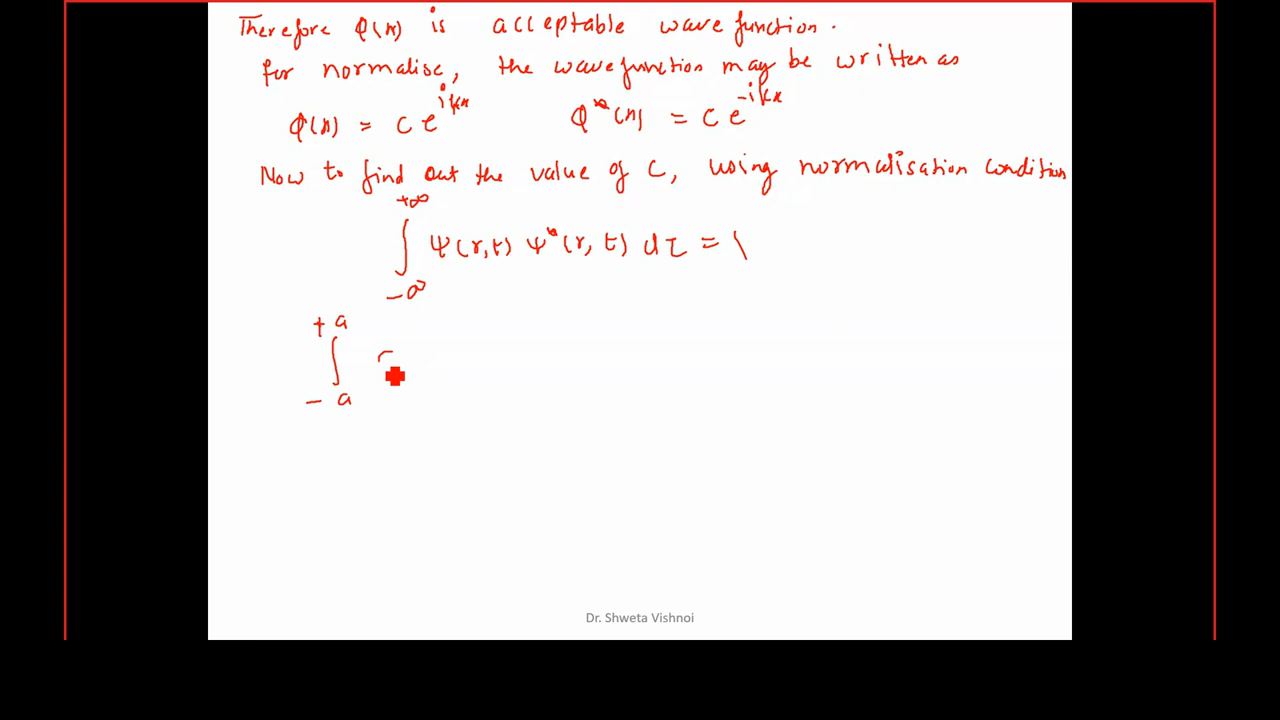 Therefore φ(x) is acceptable wave function.
for normalise, the wavefunction may be written as
φ(x) = c e^{ikx} φ*(x) = c e^{-ikx}
Now to find out the value of c, using normalisation condition
∫_{-∞}^{+∞} ψ(r,t) ψ*(r,t) dτ = 1
∫_{-a}^{+a}
Dr. Shweta Vishnoi